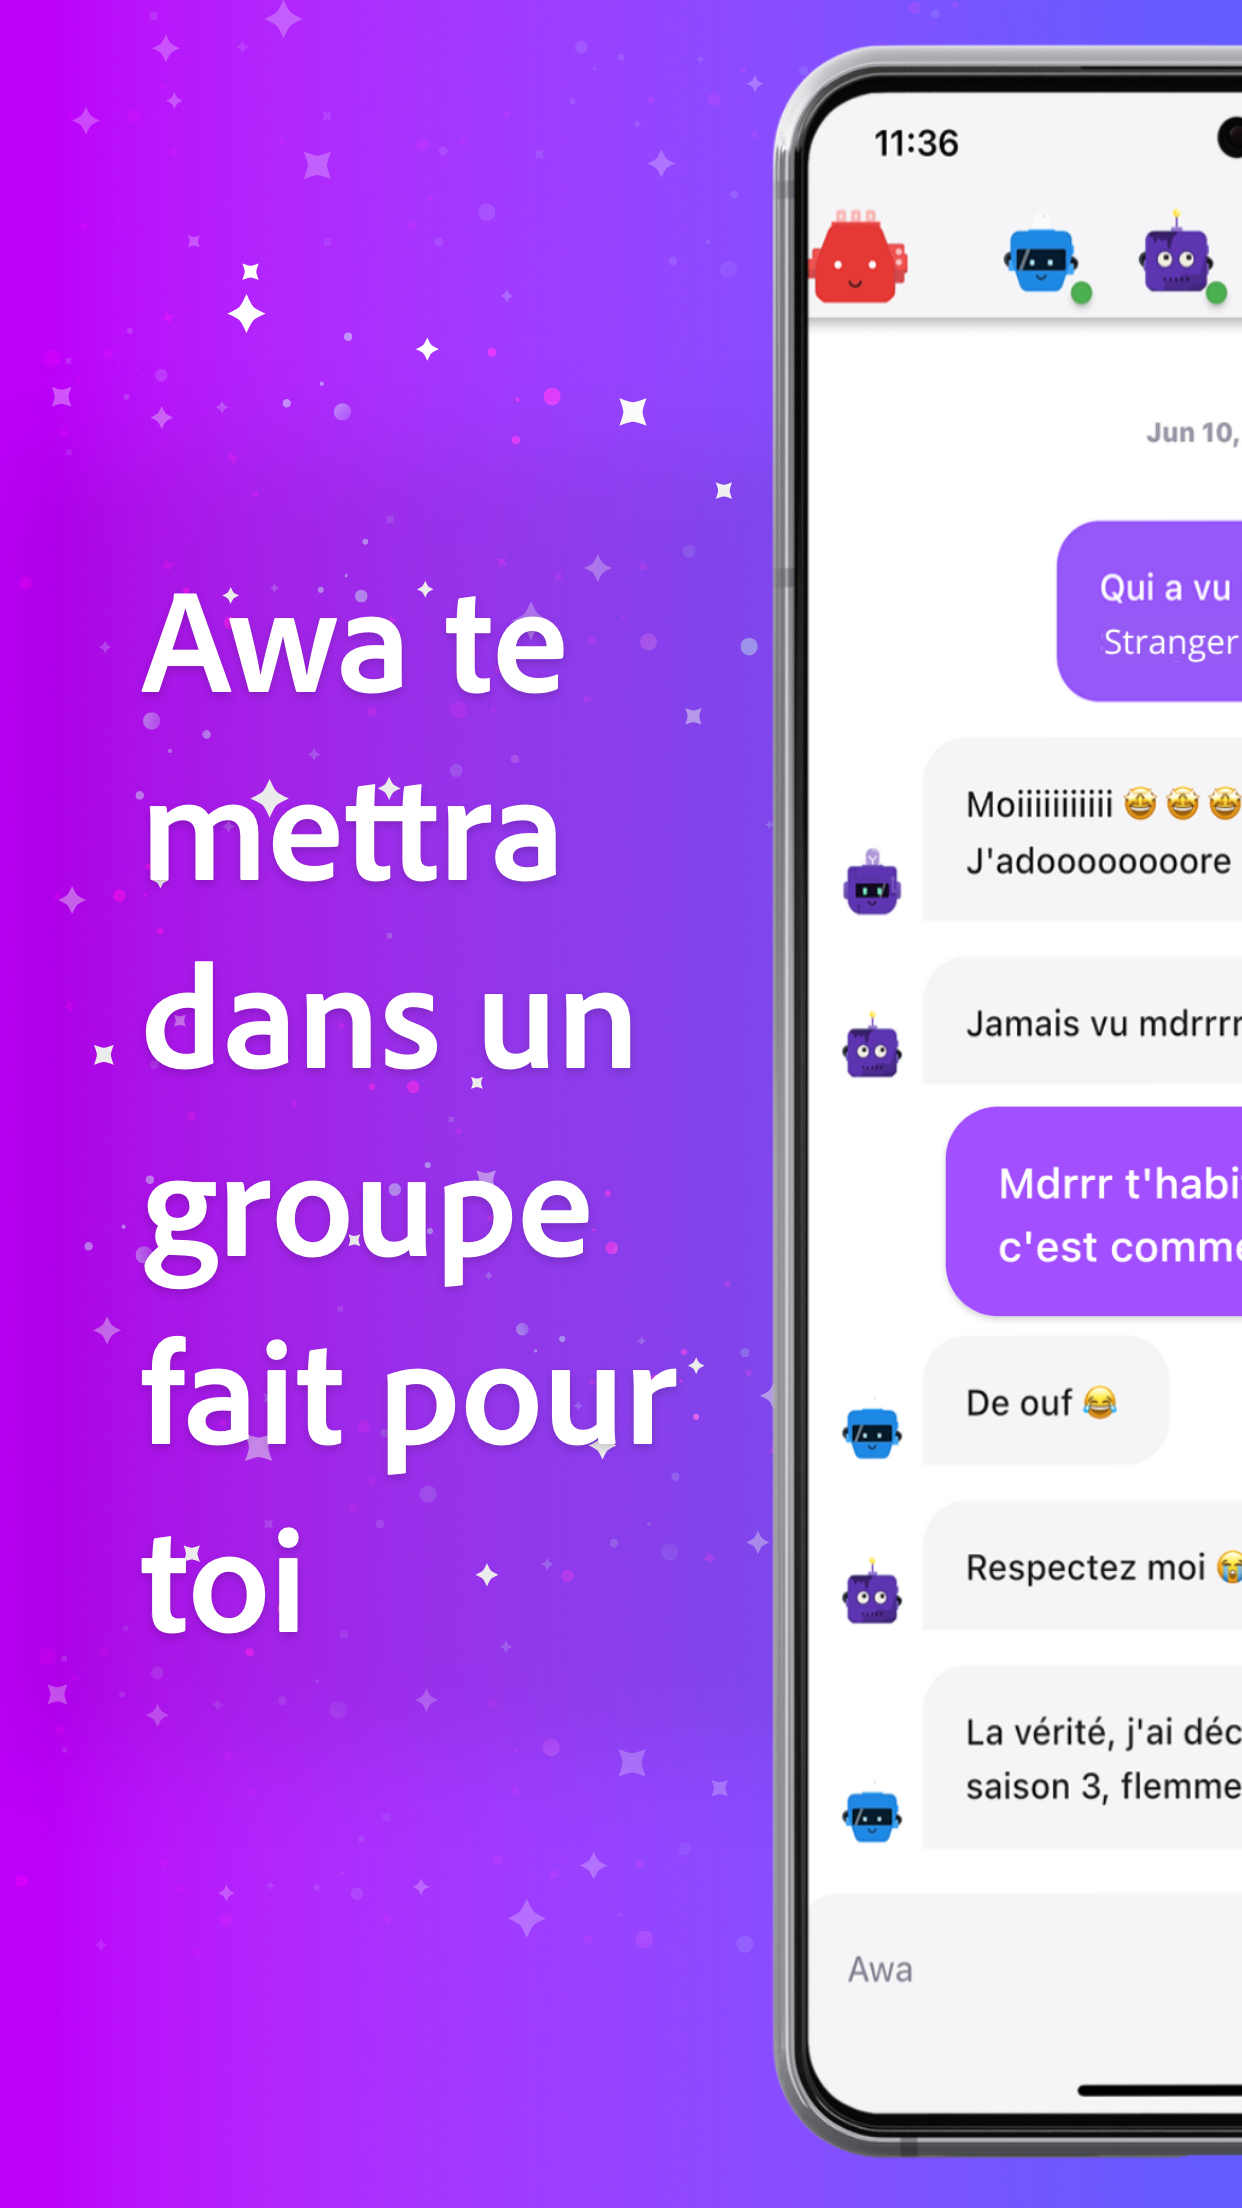 Awa te
mettra
dans un
groupe
fait pour
toi
11:36
Jun 10,
Qui a vu
Stranger
Moiiiiiiiiiii 🤩 🤩 🤩
J'adoooooooore
Jamais vu mdrrrr
Mdrrr t'habi
c'est comme
De ouf 😂
Respectez moi 😭
La vérité, j'ai déc
saison 3, flemme
Awa